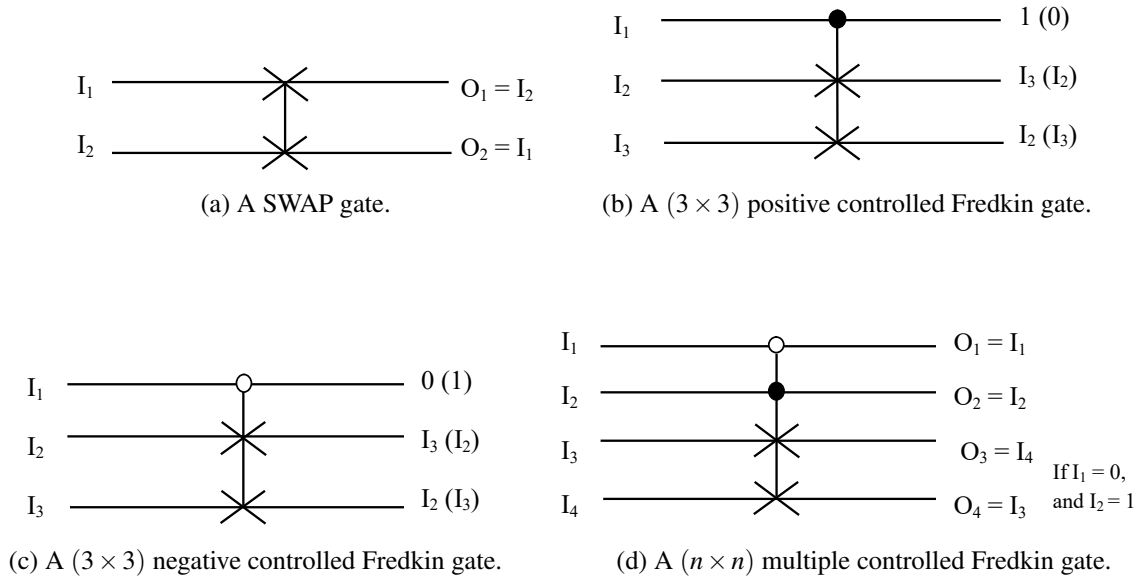 I₁
O₁ = I₂
I₂
O₂ = I₁
(a) A SWAP gate.
I₁
1 (0)
I₂
I₃ (I₂)
I₃
I₂ (I₃)
(b) A (3 × 3) positive controlled Fredkin gate.
I₁
0 (1)
I₂
I₃ (I₂)
I₃
I₂ (I₃)
(c) A (3 × 3) negative controlled Fredkin gate.
I₁
O₁ = I₁
I₂
O₂ = I₂
I₃
O₃ = I₄
I₄
O₄ = I₃
If I₁ = 0,
and I₂ = 1
(d) A (n × n) multiple controlled Fredkin gate.